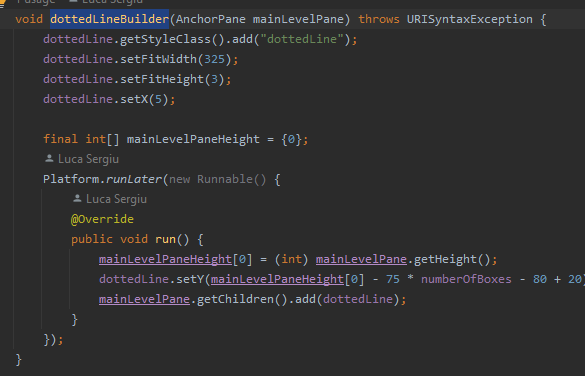 1 usage   Luca Sergiu
void dottedLineBuilder(AnchorPane mainLevelPane) throws URISyntaxException {
    dottedLine.getStyleClass().add("dottedLine");
    dottedLine.setFitWidth(325);
    dottedLine.setFitHeight(3);
    dottedLine.setX(5);
    final int[] mainLevelPaneHeight = {0};
    Luca Sergiu
    Platform.runLater(new Runnable() {
        Luca Sergiu
        @Override
        public void run() {
            mainLevelPaneHeight[0] = (int) mainLevelPane.getHeight();
            dottedLine.setY(mainLevelPaneHeight[0] - 75 * numberOfBoxes - 80 + 20)
            mainLevelPane.getChildren().add(dottedLine);
        }
    });
}